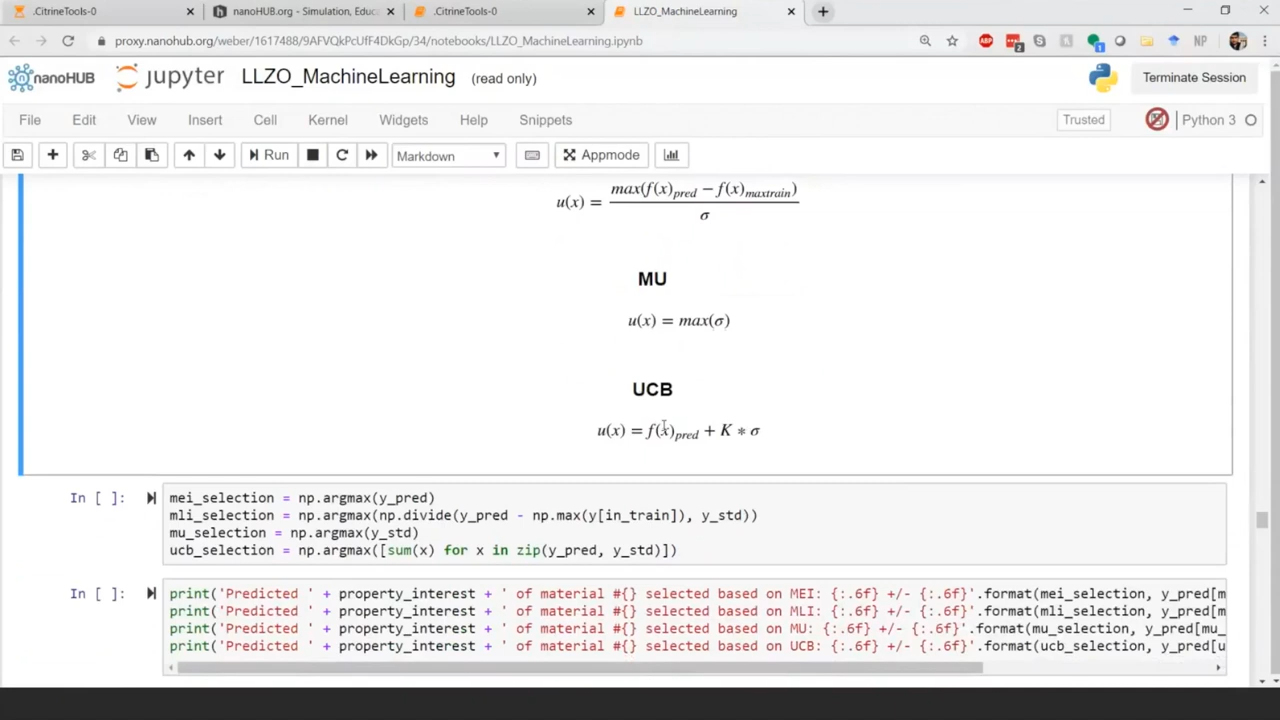 .CitrineTools-0
nanoHUB.org - Simulation, Educ
.CitrineTools-0
LLZO_MachineLearning
proxy.nanohub.org/weber/1617488/9AFVQkPcUfF4DkGp/34/notebooks/LLZO_MachineLearning.ipynb
ABP
2
1
NP
nanoHUB
jupyter
LLZO_MachineLearning
(read only)
Terminate Session
File Edit View Insert Cell Kernel Widgets Help Snippets
Trusted
Python 3
Run
Markdown
Appmode
u(x) = max(f(x)pred − f(x)maxtrain) / σ
MU
u(x) = max(σ)
UCB
u(x) = f(x)pred + K ∗ σ
In [ ]:
mei_selection = np.argmax(y_pred)
mli_selection = np.argmax(np.divide(y_pred - np.max(y[in_train]), y_std))
mu_selection = np.argmax(y_std)
ucb_selection = np.argmax([sum(x) for x in zip(y_pred, y_std)])
In [ ]:
print('Predicted ' + property_interest + ' of material #{} selected based on MEI: {:.6f} +/- {:.6f}'.format(mei_selection, y_pred[m
print('Predicted ' + property_interest + ' of material #{} selected based on MLI: {:.6f} +/- {:.6f}'.format(mli_selection, y_pred[m
print('Predicted ' + property_interest + ' of material #{} selected based on MU: {:.6f} +/- {:.6f}'.format(mu_selection, y_pred[mu_
print('Predicted ' + property_interest + ' of material #{} selected based on UCB: {:.6f} +/- {:.6f}'.format(ucb_selection, y_pred[u